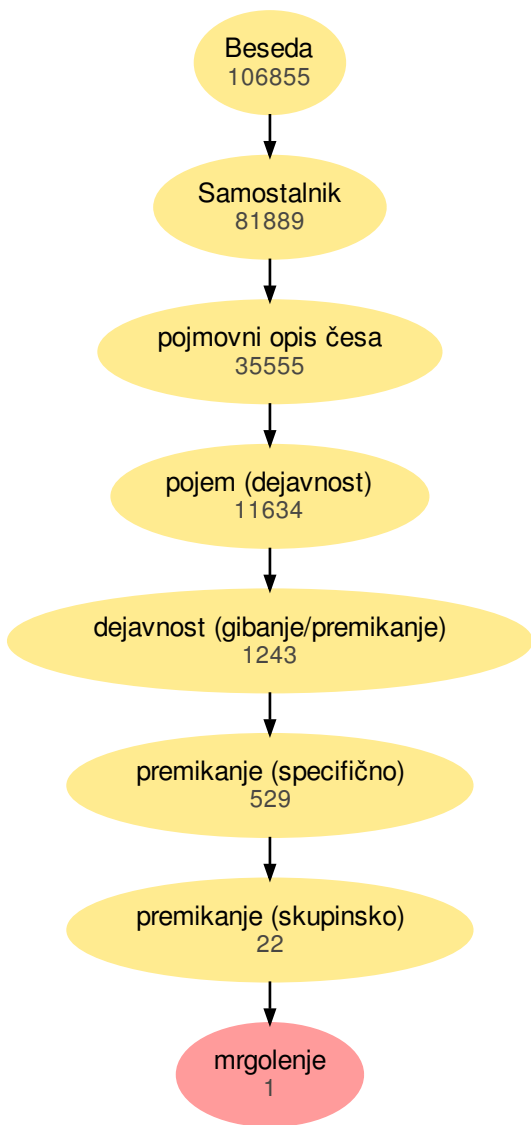 Beseda
106855
Samostalnik
81889
pojmovni opis česa
35555
pojem (dejavnost)
11634
dejavnost (gibanje/premikanje)
1243
premikanje (specifično)
529
premikanje (skupinsko)
22
mrgolenje
1